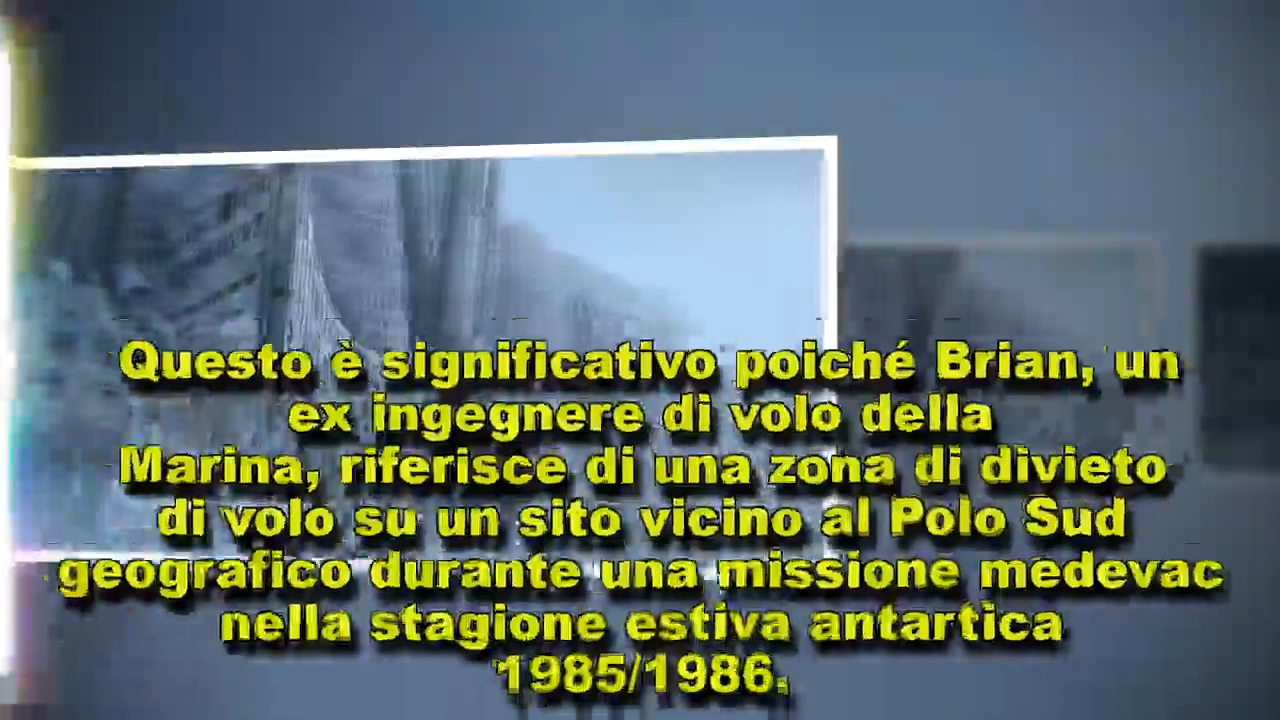 Questo è significativo poiché Brian, un
ex ingegnere di volo della
Marina, riferisce di una zona di divieto
di volo su un sito vicino al Polo Sud
geografico durante una missione medevac
nella stagione estiva antartica
1985/1986.